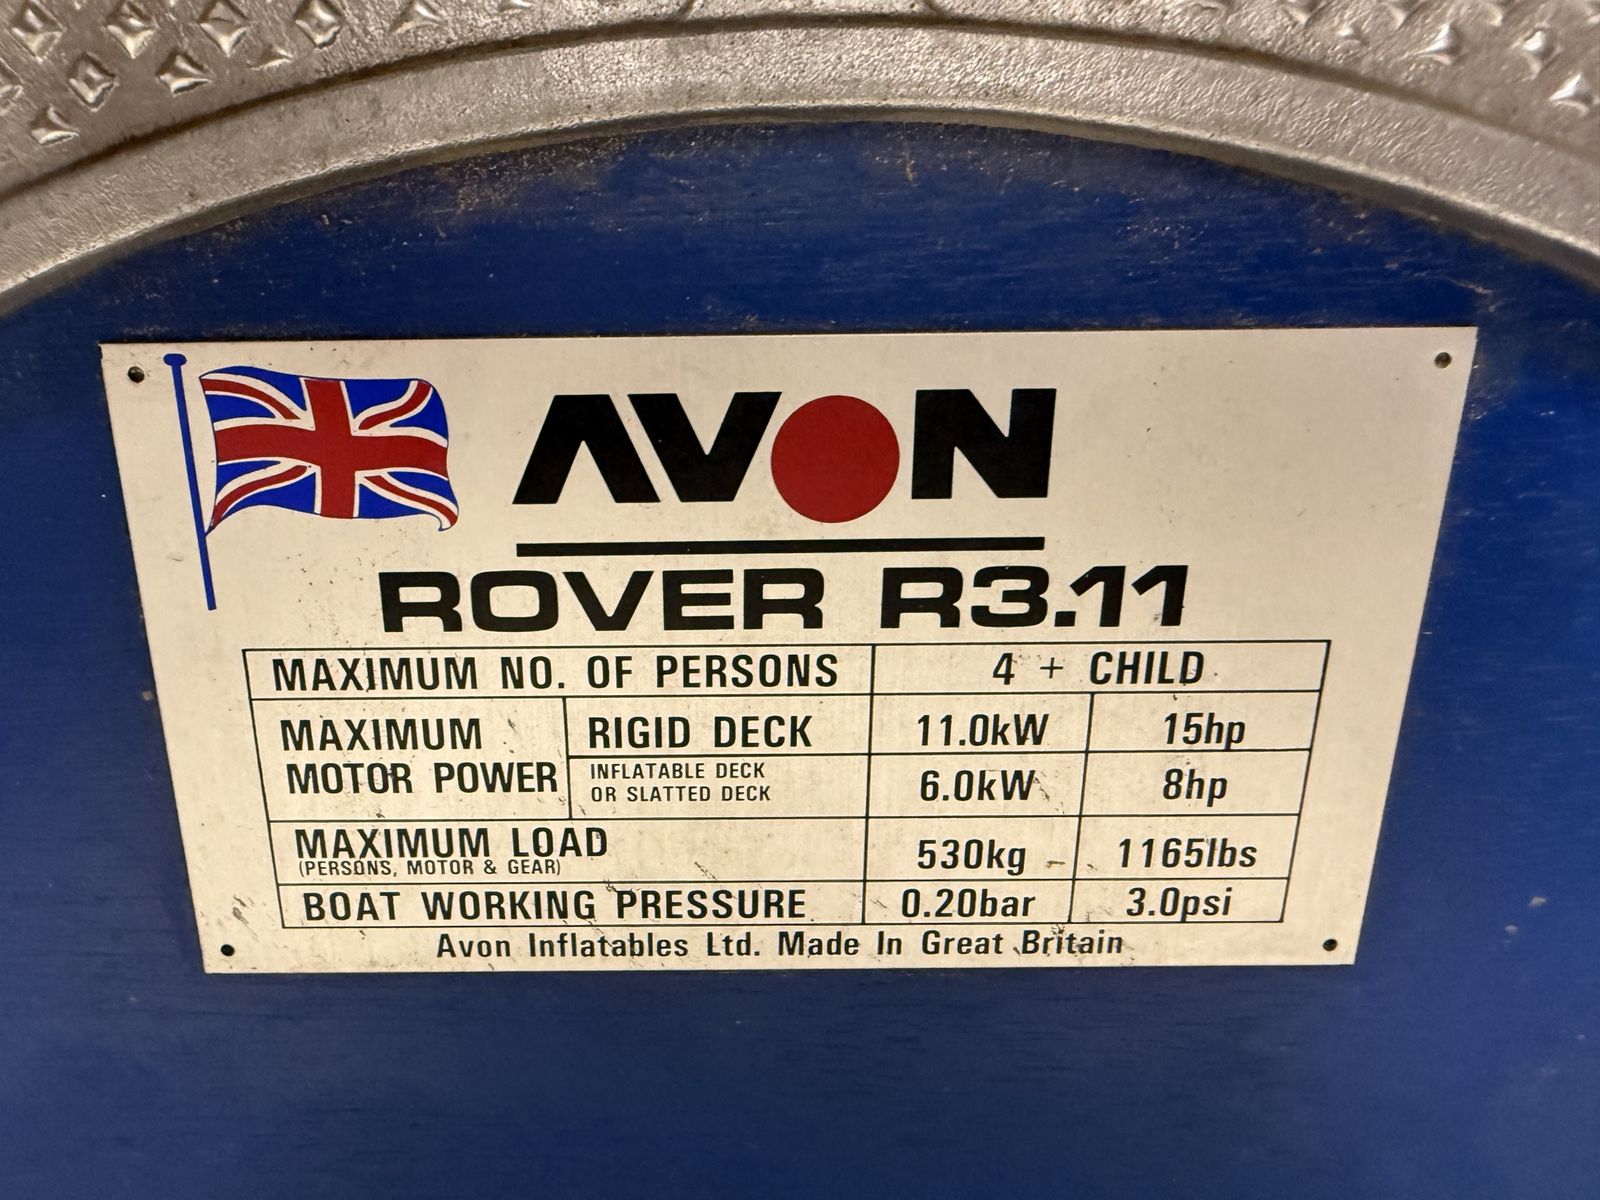 AVON
ROVER R3.11
MAXIMUM NO. OF PERSONS 4 + CHILD
MAXIMUM MOTOR POWER RIGID DECK 11.0kW 15hp
INFLATABLE DECK OR SLATTED DECK 6.0kW 8hp
MAXIMUM LOAD 530kg 1165lbs
(PERSONS, MOTOR & GEAR)
BOAT WORKING PRESSURE 0.20bar 3.0psi
Avon Inflatables Ltd. Made In Great Britain